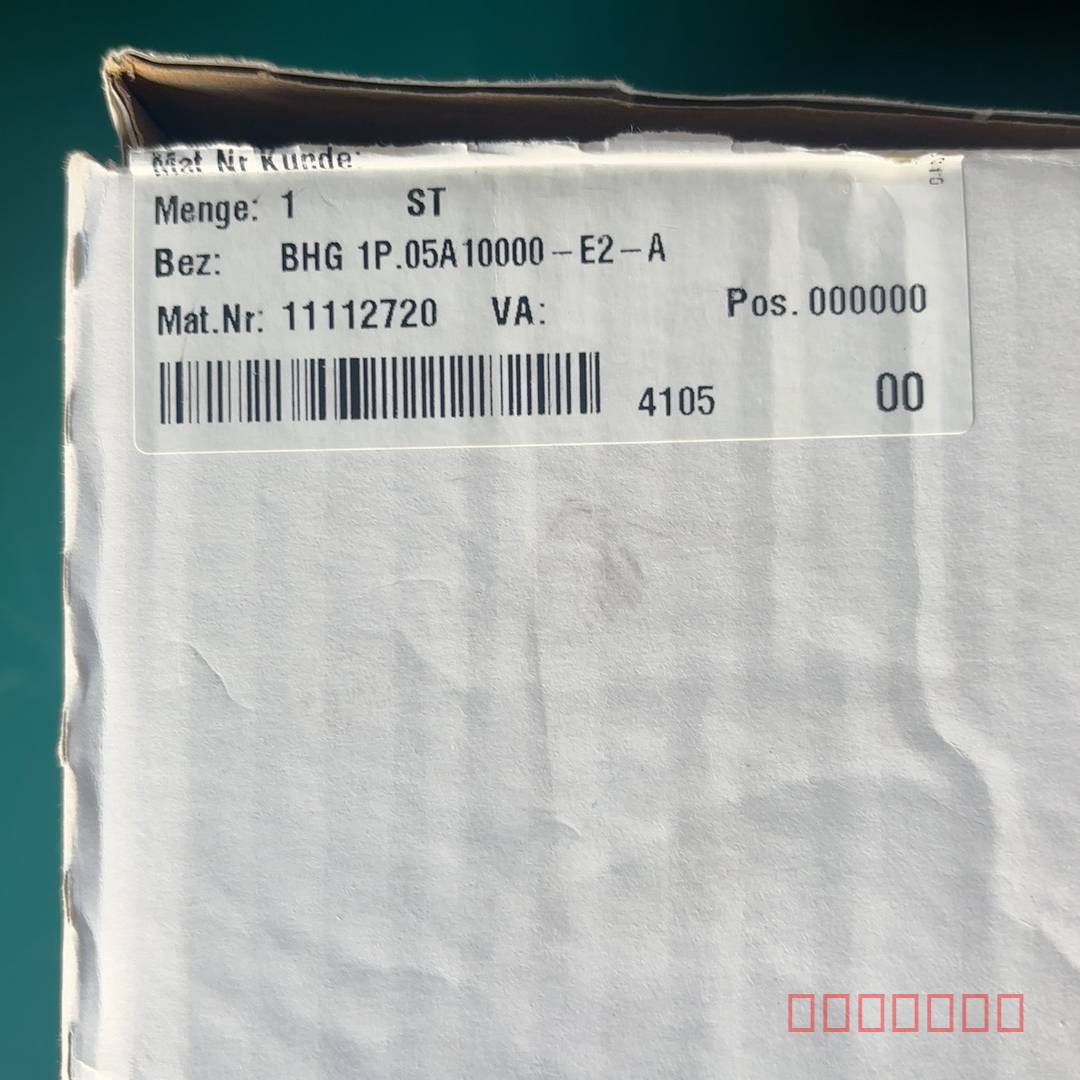 Mat Nr Kunde:
Menge: 1 ST
Bez: BHG 1P.05A10000-E2-A
Mat.Nr: 11112720 VA: Pos. 000000
4105 00